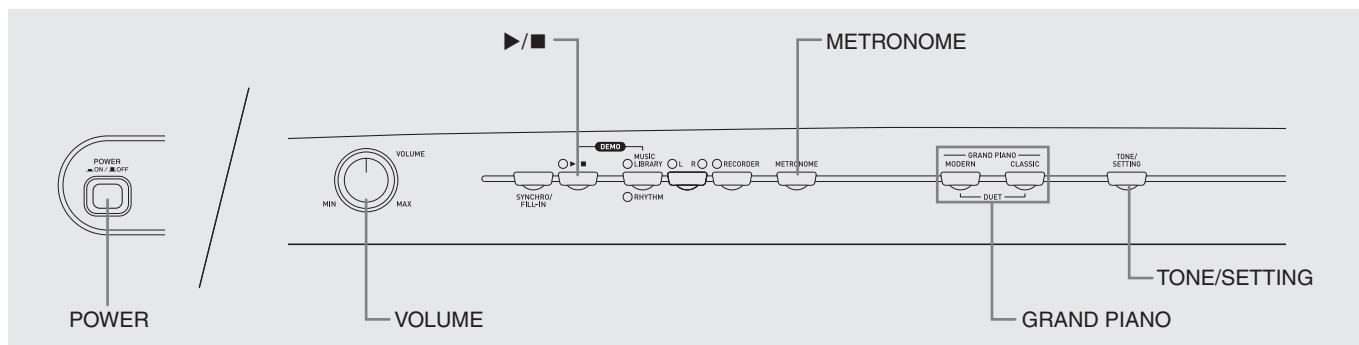 ▶/■
METRONOME
POWER
▬ ON / ▟ OFF
VOLUME
MIN
MAX
DEMO
▶ ■
MUSIC
LIBRARY
L R
RECORDER
METRONOME
SYNCHRO/
FILL-IN
RHYTHM
GRAND PIANO
MODERN CLASSIC
DUET
TONE/
SETTING
TONE/SETTING
POWER
VOLUME
GRAND PIANO